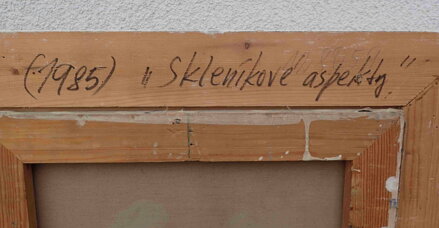 (1985) „Skleníkové aspekty"